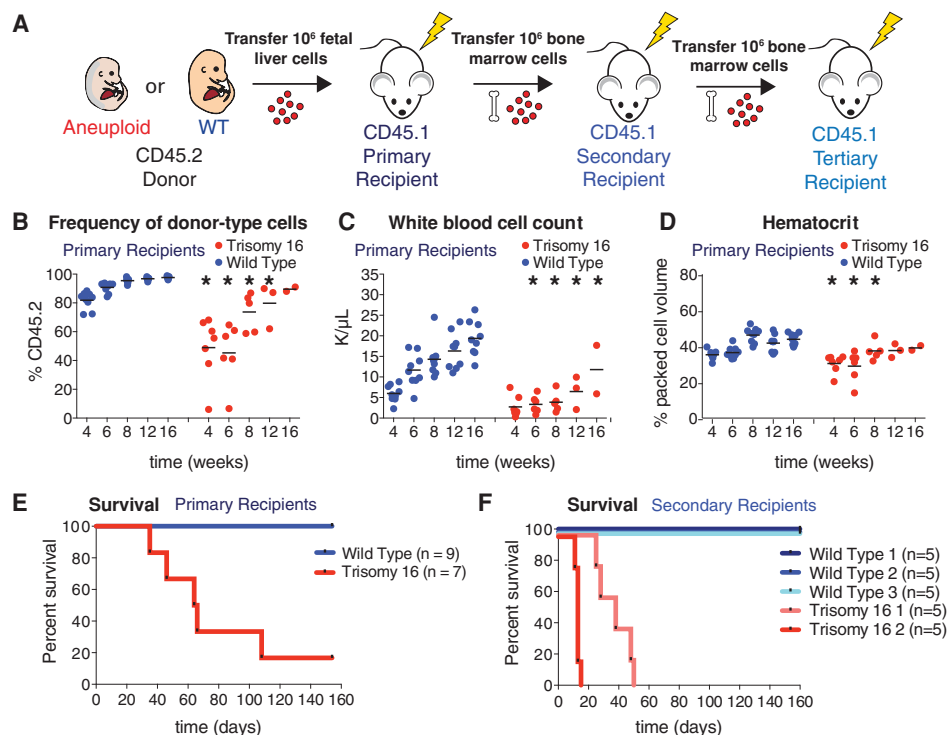 A
Transfer 10⁶ fetal
liver cells
Transfer 10⁶ bone
marrow cells
Transfer 10⁶ bone
marrow cells
or
Aneuploid
WT
CD45.2
Donor
CD45.1
Primary
Recipient
CD45.1
Secondary
Recipient
CD45.1
Tertiary
Recipient
B Frequency of donor-type cells
Primary Recipients
Trisomy 16
Wild Type
% CD45.2
100
80
60
40
20
0
* * * *
4 6 8 12 16 4 6 8 12 16
time (weeks)
C White blood cell count
Primary Recipients
Trisomy 16
Wild Type
K/µL
35
30
25
20
15
10
5
0
* * * *
4 6 8 12 16 4 6 8 12 16
time (weeks)
D Hematocrit
Primary Recipients
Trisomy 16
Wild Type
% packed cell volume
80
60
40
20
0
* * *
4 6 8 12 16 4 6 8 12 16
time (weeks)
E Survival Primary Recipients
Percent survival
100
80
60
40
20
0
0 20 40 60 80 100 120 140 160
time (days)
Wild Type (n = 9)
Trisomy 16 (n = 7)
F Survival Secondary Recipients
Percent survival
100
80
60
40
20
0
0 20 40 60 80 100 120 140 160
time (days)
Wild Type 1 (n=5)
Wild Type 2 (n=5)
Wild Type 3 (n=5)
Trisomy 16 1 (n=5)
Trisomy 16 2 (n=5)